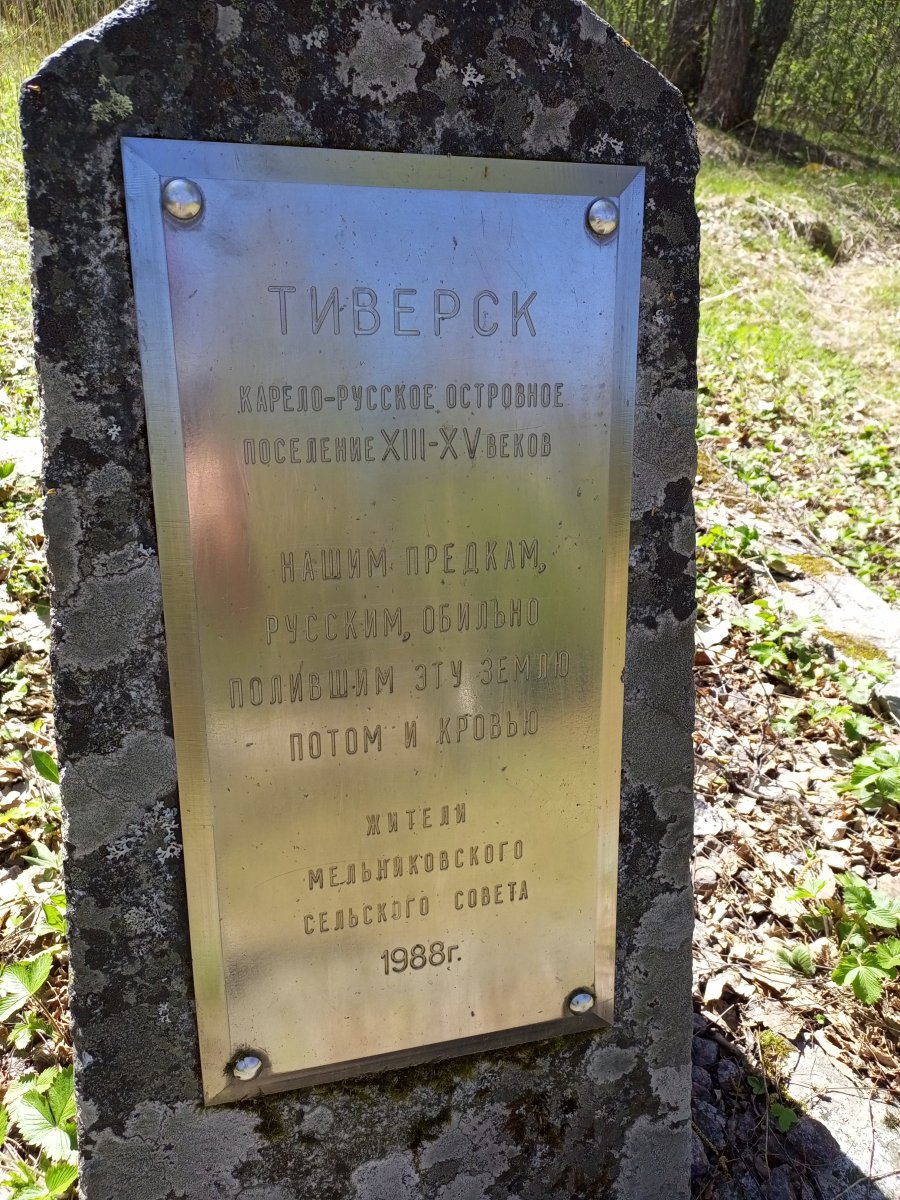 ТИВЕРСК
КАРЕЛО-РУССКОЕ ОСТРОВНОЕ
ПОСЕЛЕНИЕ XIII-XV ВЕКОВ
НАШИМ ПРЕДКАМ,
РУССКИМ, ОБИЛЬНО
ПОЛИВШИМ ЭТУ ЗЕМЛЮ
ПОТОМ И КРОВЬЮ
ЖИТЕЛИ
МЕЛЬНИКОВСКОГО
СЕЛЬСКОГО СОВЕТА
1988г.